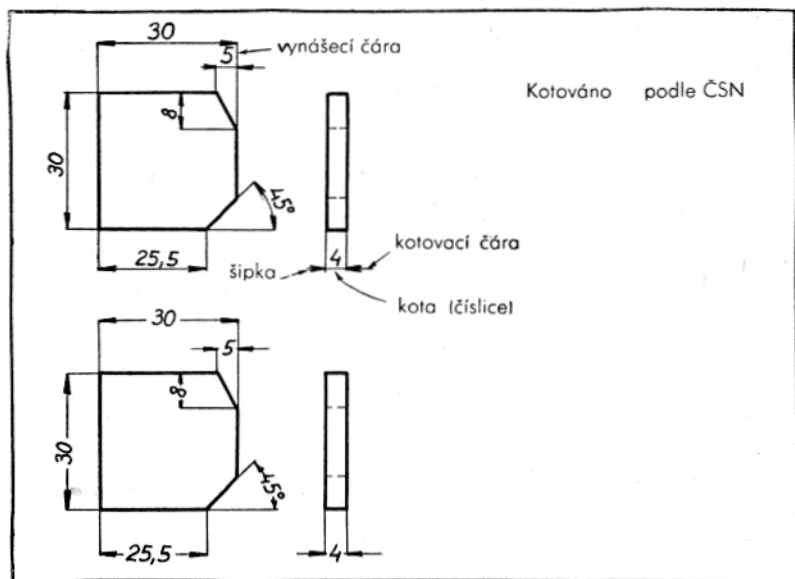 30
vynášecí čára
5
Kotováno podle ČSN
8
30
45°
25,5
4
kotovací čára
šipka
kota (číslice)
30
5
8
30
45°
25,5
4